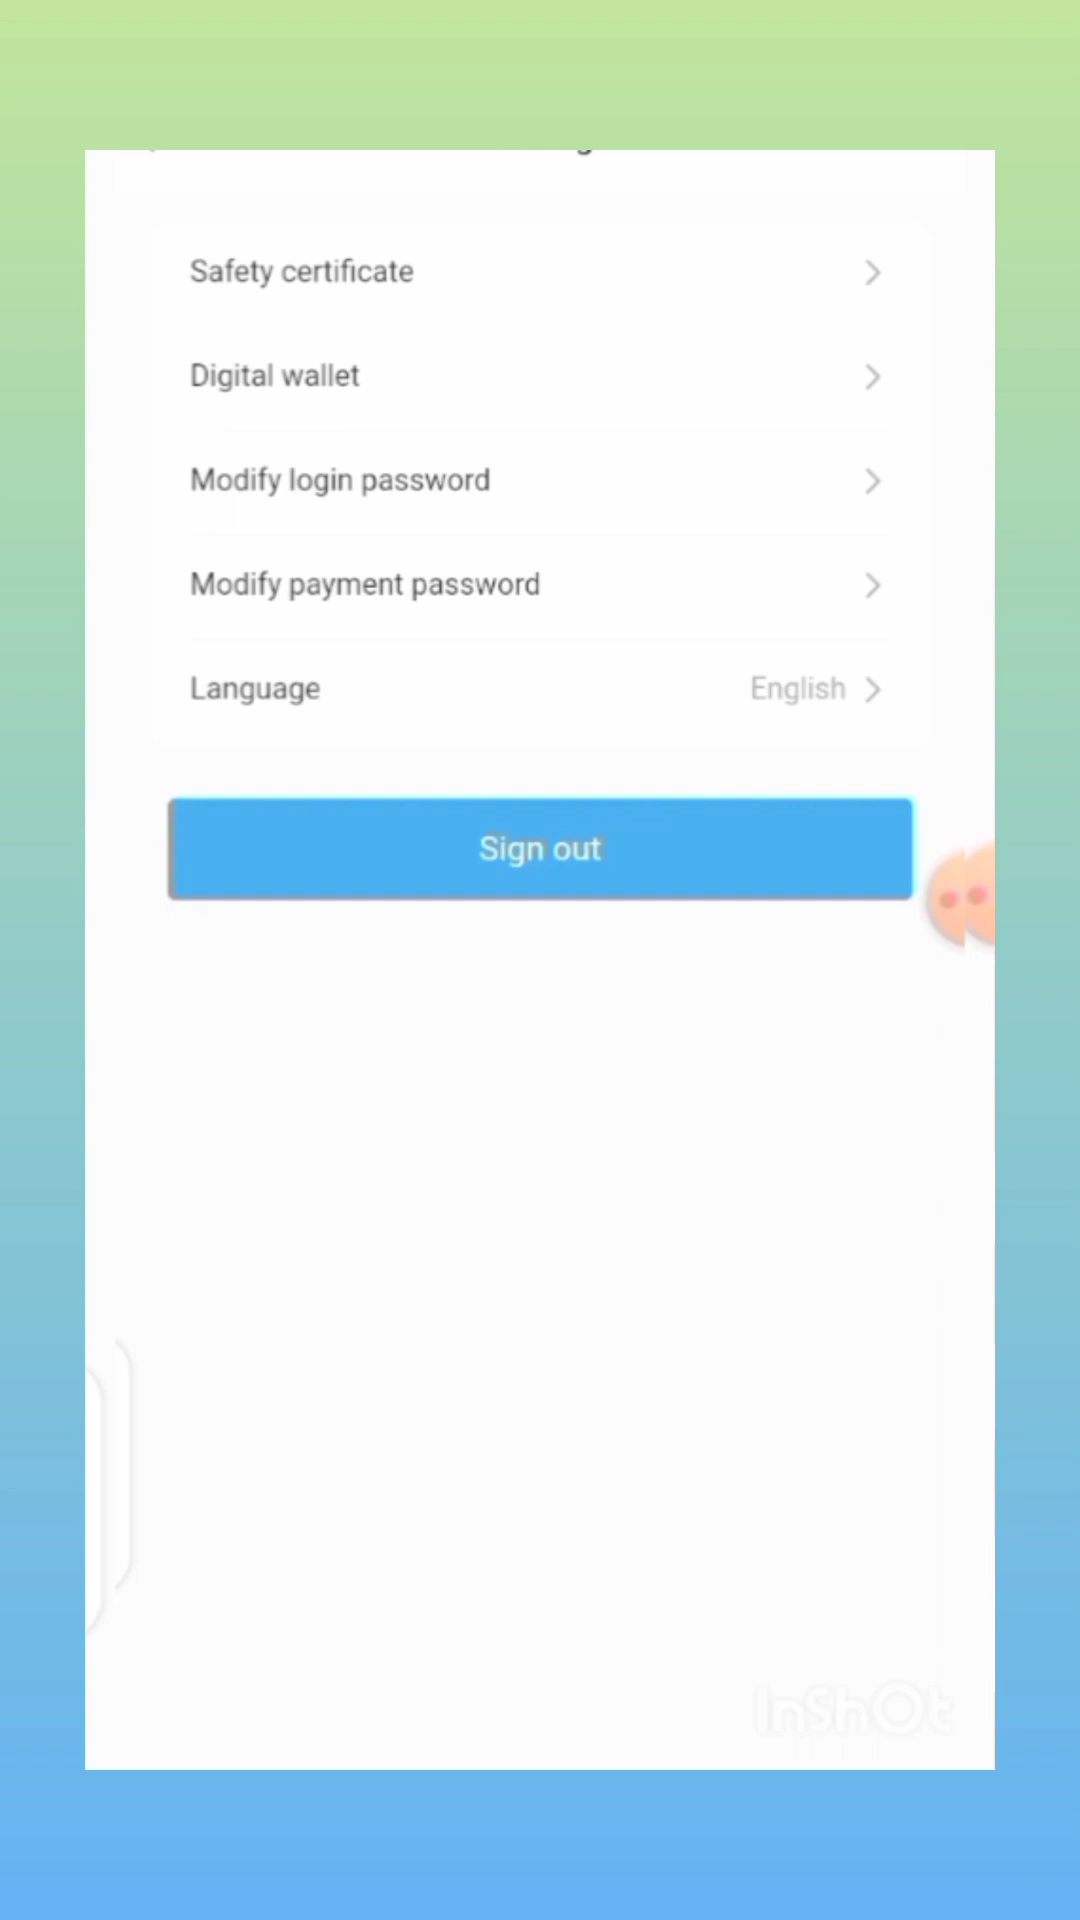 Safety certificate
Digital wallet
Modify login password
Modify payment password
Language English
Sign out
InShOt